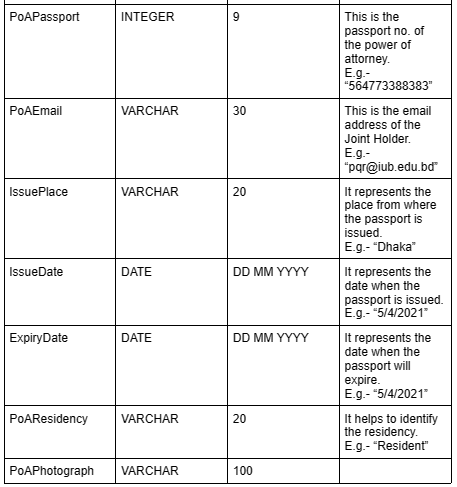 PoAPassport INTEGER 9 This is the
passport no. of
the power of
attorney.
E.g.-
“564773388383”
PoAEmail VARCHAR 30 This is the email
address of the
Joint Holder.
E.g.-
“pqr@iub.edu.bd”
IssuePlace VARCHAR 20 It represents the
place from where
the passport is
issued.
E.g.- “Dhaka”
IssueDate DATE DD MM YYYY It represents the
date when the
passport is issued.
E.g.- “5/4/2021”
ExpiryDate DATE DD MM YYYY It represents the
date when the
passport will
expire.
E.g.- “5/4/2021”
PoAResidency VARCHAR 20 It helps to identify
the residency.
E.g.- “Resident”
PoAPhotograph VARCHAR 100